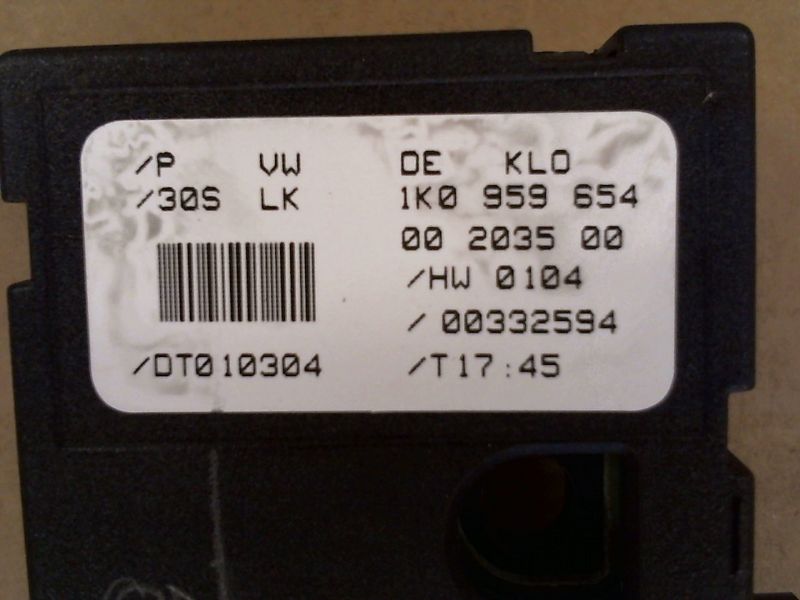 /P VW DE KLO
/30S LK 1K0 959 654
00 2035 00
/HW 0104
/ 00332594
/DT010304 /T17:45